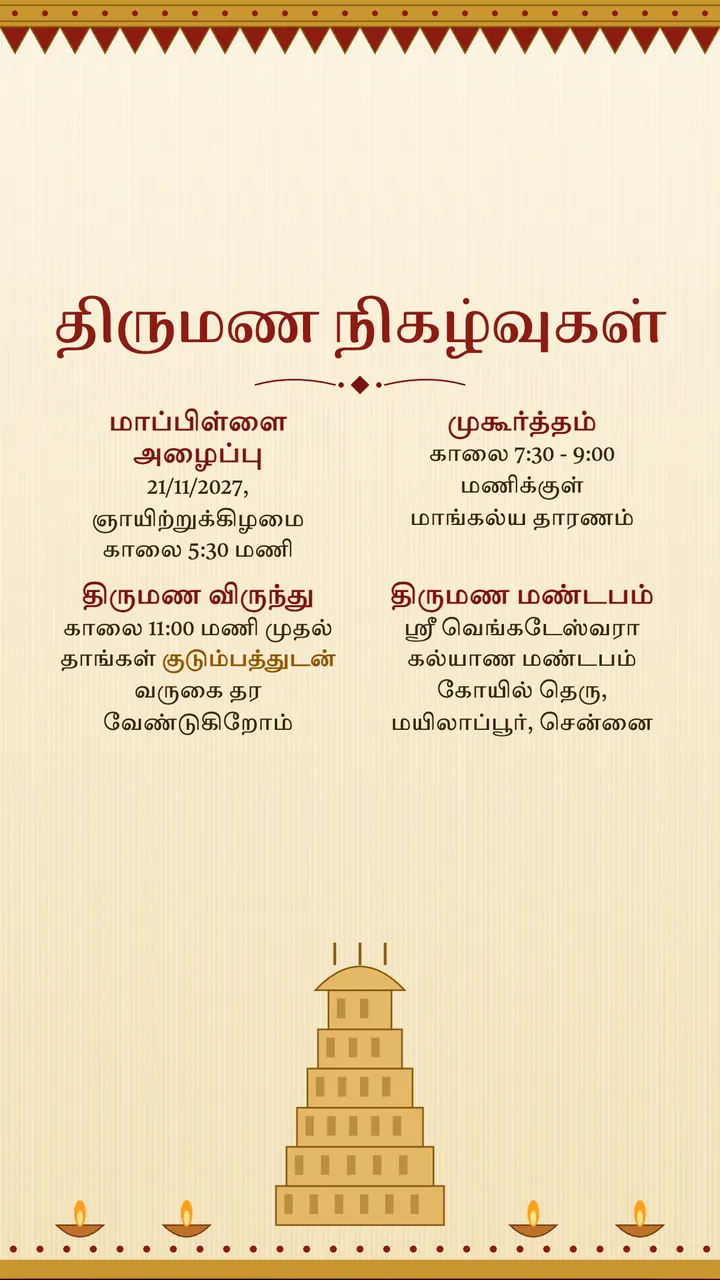 திருமண நிகழ்வுகள்
மாப்பிள்ளை
அழைப்பு
21/11/2027,
ஞாயிற்றுக்கிழமை
காலை 5:30 மணி
முகூர்த்தம்
காலை 7:30 - 9:00
மணிக்குள்
மாங்கல்ய தாரணம்
திருமண விருந்து
காலை 11:00 மணி முதல்
தாங்கள் குடும்பத்துடன்
வருகை தர
வேண்டுகிறோம்
திருமண மண்டபம்
ஸ்ரீ வெங்கடேஸ்வரா
கல்யாண மண்டபம்
கோயில் தெரு,
மயிலாப்பூர், சென்னை